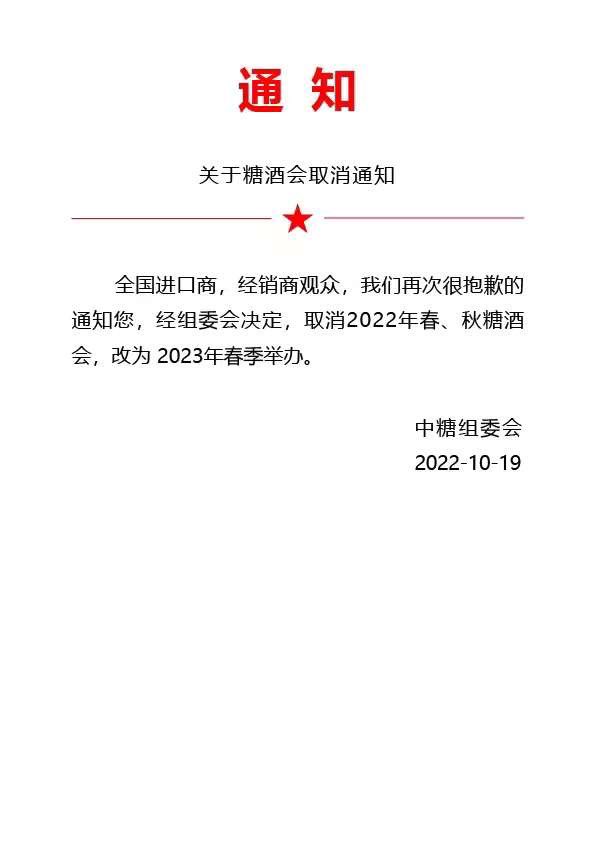 通 知
关于糖酒会取消通知
全国进口商，经销商观众，我们再次很抱歉的
通知您，经组委会决定，取消2022年春、秋糖酒
会，改为 2023年春季举办。
中糖组委会
2022-10-19